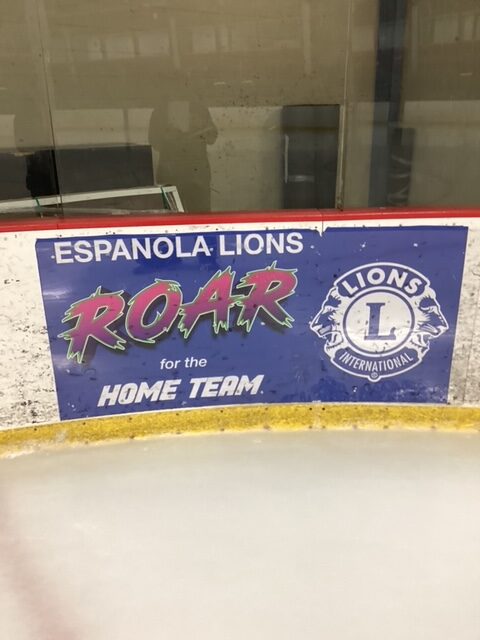 ESPANOLA LIONS
ROAR
for the
HOME TEAM
LIONS
L
INTERNATIONAL